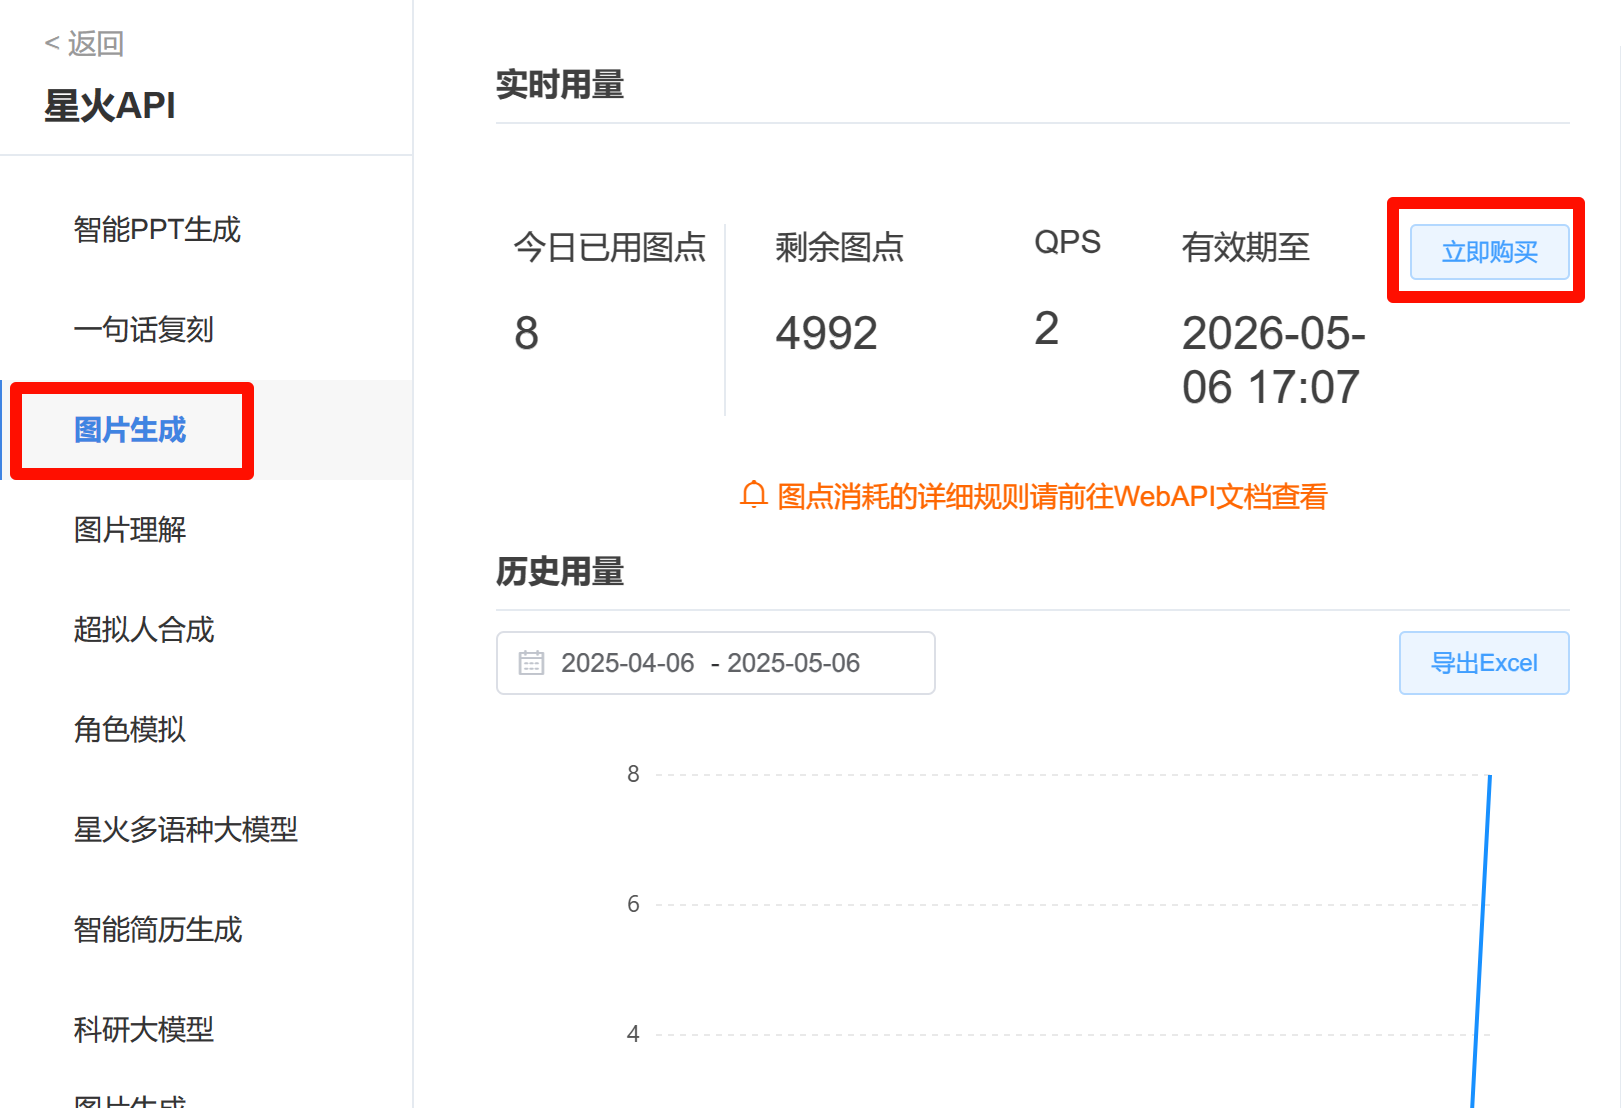 < 返回
星火API
智能PPT生成
一句话复刻
图片生成
图片理解
超拟人合成
角色模拟
星火多语种大模型
智能简历生成
科研大模型
图片生成
实时用量
今日已用图点
8
剩余图点
4992
QPS
2
有效期至
2026-05-
06 17:07
立即购买
图点消耗的详细规则请前往WebAPI文档查看
历史用量
2025-04-06 - 2025-05-06
导出Excel
8
6
4